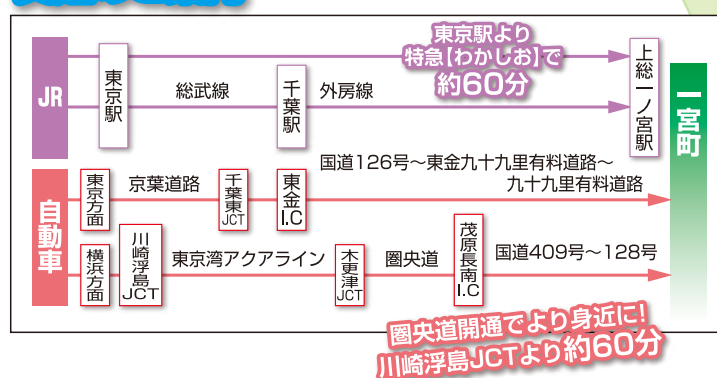 JR
東京駅
総武線
千葉駅
外房線
東京駅より
特急【わかしお】で
約60分
上総一ノ宮駅
一宮町
自動車
東京方面
京葉道路
千葉東JCT
東金I.C
国道126号〜東金九十九里有料道路〜
九十九里有料道路
横浜方面
川崎浮島JCT
東京湾アクアライン
木更津JCT
圏央道
茂原長南I.C
国道409号〜128号
圏央道開通でより身近に!
川崎浮島JCTより約60分